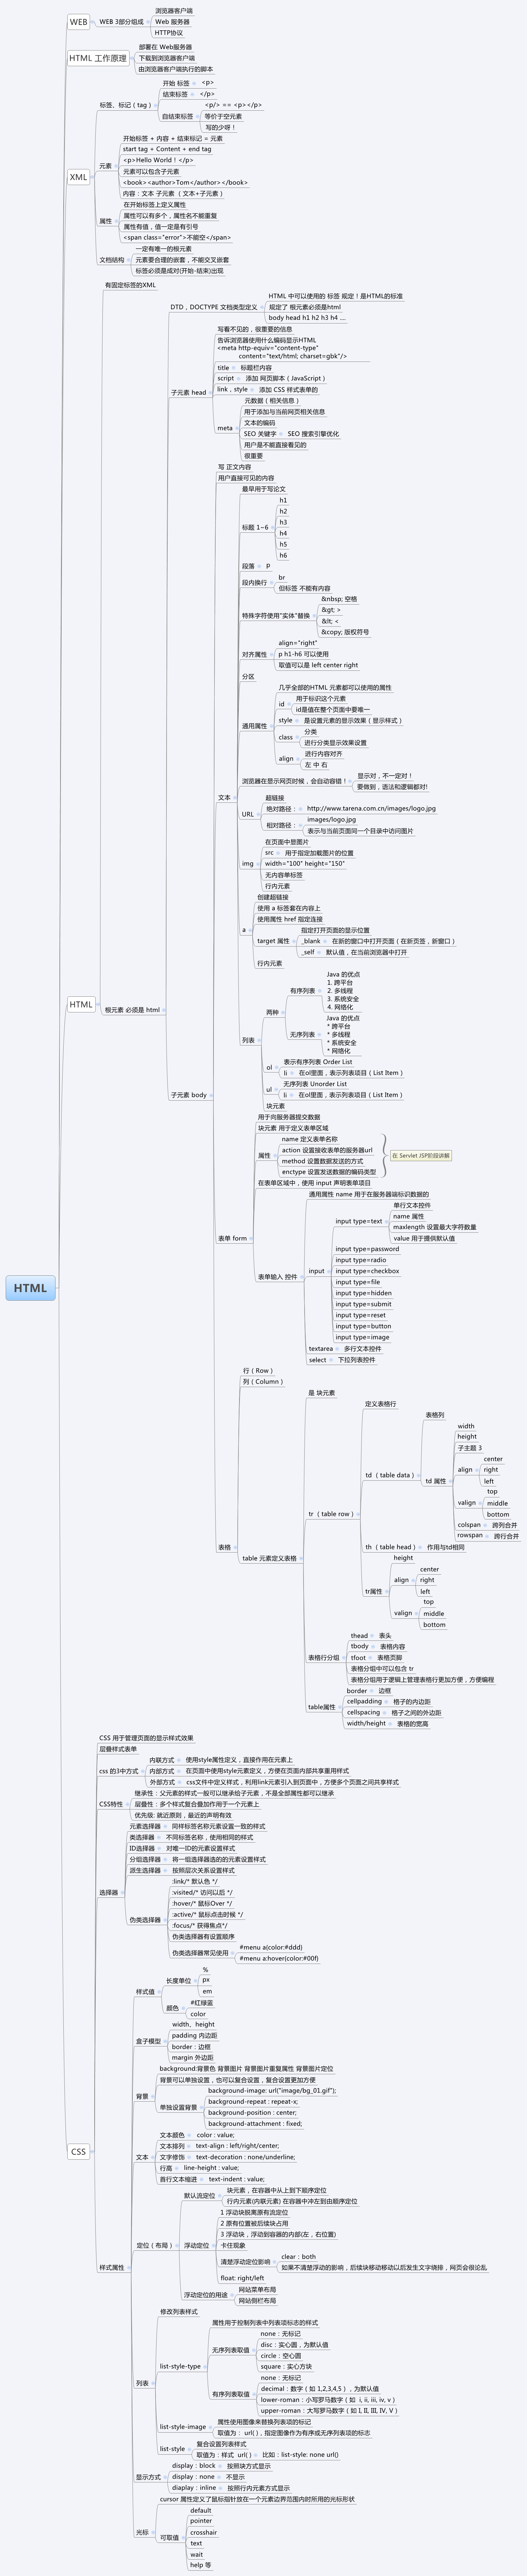 HTML
WEB
WEB 3部分组成
浏览器客户端
Web 服务器
HTTP协议
HTML 工作原理
部署在 Web服务器
下载到浏览器客户端
由浏览器客户端执行的脚本
XML
标签、标记（tag）
开始 标签
<p>
结束标签
</p>
自结束标签
<p/> == <p></p>
等价于空元素
写的少呀！
元素
开始标签 + 内容 + 结束标记 = 元素
start tag + Content + end tag
<p>Hello World！</p>
元素可以包含子元素
<book><author>Tom</author></book>
内容：文本 子元素 （ 文本+子元素 ）
属性
在开始标签上定义属性
属性可以有多个，属性名不能重复
属性有值，值一定是有引号
<span class="error">不能空</span>
文档结构
一定有唯一的根元素
元素要合理的嵌套，不能交叉嵌套
标签必须是成对(开始-结束)出现
HTML
有固定标签的XML
根元素 必须是 html
DTD，DOCTYPE 文档类型定义
HTML 中可以使用的 标签 规定！是HTML的标准
规定了 根元素必须是html
body head h1 h2 h3 h4 ....
子元素 head
写看不见的，很重要的信息
告诉浏览器使用什么编码显示HTML
<meta http-equiv="content-type"
content="text/html; charset=gbk"/>
title
标题栏内容
script
添加 网页脚本（JavaScript）
link，style
添加 CSS 样式表单的
meta
元数据（相关信息）
用于添加与当前网页相关信息
文本的编码
SEO 关键字
SEO 搜索引擎优化
用户是不能直接看见的
很重要
子元素 body
写 正文内容
用户直接可见的内容
文本
最早用于写论文
标题 1~6
h1
h2
h3
h4
h5
h6
段落
p
段内换行
br
但标签 不能有内容
特殊字符使用"实体"替换
&nbsp; 空格
&gt; >
&lt; <
&copy; 版权符号
对齐属性
align="right"
p h1-h6 可以使用
取值可以是 left center right
分区
通用属性
几乎全部的HTML 元素都可以使用的属性
id
用于标识这个元素
id是值在整个页面中要唯一
style
是设置元素的显示效果（显示样式）
class
分类
进行分类显示效果设置
align
进行内容对齐
左 中 右
浏览器在显示网页时候，会自动容错！
显示对，不一定对！
要做到，语法和逻辑都对!
URL
超链接
绝对路径：
http://www.tarena.com.cn/images/logo.jpg
相对路径：
images/logo.jpg
表示与当前页面同一个目录中访问图片
img
在页面中意图片
src
用于指定加载图片的位置
width="100" height="150"
无内容单标签
行内元素
a
创建超链接
使用 a 标签套在内容上
使用属性 href 指定连接
target 属性
指定打开页面的显示位置
_blank
在新的窗口中打开页面（在新页签，新窗口）
_self
默认值，在当前浏览器中打开
行内元素
列表
两种
有序列表
Java 的优点
1. 跨平台
2. 多线程
3. 系统安全
4. 网络化
无序列表
Java 的优点
* 跨平台
* 多线程
* 系统安全
* 网络化
ol
表示有序列表 Order List
li
在ol里面，表示列表项目（List Item）
ul
无序列表 Unorder List
li
在ol里面，表示列表项目（List Item）
块元素
表单 form
用于向服务器提交数据
块元素 用于定义表单区域
属性
name 定义表单名称
action 设置接收表单的服务器url
method 设置数据发送的方式
enctype 设置发送数据的编码类型
在 Servlet JSP阶段讲解
在表单区域中，使用 input 声明表单项目
表单输入 控件
input
通用属性 name 用于在服务器端标识数据的
input type=text
单行文本控件
name 属性
maxlength 设置最大字符数量
value 用于提供默认值
input type=password
input type=radio
input type=checkbox
input type=file
input type=hidden
input type=submit
input type=reset
input type=button
input type=image
textarea
多行文本控件
select
下拉列表控件
表格
行（Row）
列（Column）
table 元素定义表格
是 块元素
tr （table row）
定义表格行
td （table data）
表格列
td 属性
width
height
子主题 3
align
center
right
left
valign
top
middle
bottom
colspan
跨列合并
rowspan
跨行合并
th （table head）
作用与td相同
tr属性
height
align
center
right
left
valign
top
middle
bottom
表格行分组
thead
表头
tbody
表格内容
tfoot
表格页脚
表格分组中可以包含 tr
表格分组用于逻辑上管理表格行更加方便，方便编程
table属性
border
边框
cellpadding
格子的内边距
cellspacing
格子之间的外边距
width/height
表格的宽高
CSS
CSS 用于管理页面的显示样式效果
层叠样式表单
css 的3中方式
内联方式
使用style属性定义，直接作用在元素上
内部方式
在页面中使用style元素定义，方便在页面内部共享重用样式
外部方式
css文件中定义样式，利用link元素引入到页面中，方便多个页面之间共享样式
CSS特性
继承性：父元素的样式一般可以继承给子元素，不是全部属性都可以继承
层叠性：多个样式复合叠加作用于一个元素上
优先级: 就近原则，最近的声明有效
选择器
元素选择器
同样标签名称元素设置一致的样式
类选择器
不同标签名称，使用相同的样式
ID选择器
对唯一ID的元素设置样式
分组选择器
将一组选择器选的的元素设置样式
派生选择器
按照层次关系设置样式
伪类选择器
:link/* 默认色 */
:visited/* 访问以后 */
:hover/* 鼠标Over */
:active/* 鼠标点击时候 */
:focus/* 获得焦点*/
伪类选择器有设置顺序
伪类选择器常见使用
#menu a{color:#ddd}
#menu a:hover{color:#00f}
样式属性
样式值
长度单位
%
px
em
颜色
#红绿蓝
color
盒子模型
width、height
padding 内边距
border：边框
margin 外边距
背景
background:背景色 背景图片 背景图片重复属性 背景图片定位
背景可以单独设置，也可以复合设置，复合设置更加方便
单独设置背景
background-image: url("image/bg_01.gif");
background-repeat : repeat-x;
background-position : center;
background-attachment : fixed;
文本
文本颜色
color : value;
文本排列
text-align : left/right/center;
文字修饰
text-decoration : none/underline;
行高
line-height : value;
首行文本缩进
text-indent : value;
定位（布局）
默认流定位
块元素，在容器中从上到下顺序定位
行内元素(内联元素) 在容器中冲左到由顺序定位
浮动定位
1 浮动块脱离原有流定位
2 原有位置被后续块占用
3 浮动块，浮动到容器的内部(左，右位置)
卡住现象
清楚浮动定位影响
clear：both
如果不清楚浮动的影响，后续块移动移动以后发生文字绕排，网页会很论乱
float: right/left
浮动定位的用途
网站菜单布局
网站侧栏布局
列表
修改列表样式
list-style-type
属性用于控制列表中列表项标志的样式
无序列表取值
none：无标记
disc：实心圆，为默认值
circle：空心圆
square：实心方块
有序列表取值
none：无标记
decimal：数字（如 1,2,3,4,5 ），为默认值
lower-roman：小写罗马数字（如 i, ii, iii, iv, v ）
upper-roman：大写罗马数字（如 I, II, III, IV, V ）
list-style-image
属性使用图像来替换列表项的标记
取值为： url( )，指定图像作为有序或无序列表项的标志
list-style
复合设置列表样式
取值为：样式 url( )
比如：list-style: none url()
显示方式
display：block
按照块方式显示
display：none
不显示
diaplay：inline
按照行内元素方式显示
光标
cursor 属性定义了鼠标指针放在一个元素边界范围内时所用的光标形状
可取值
default
pointer
crosshair
text
wait
help 等